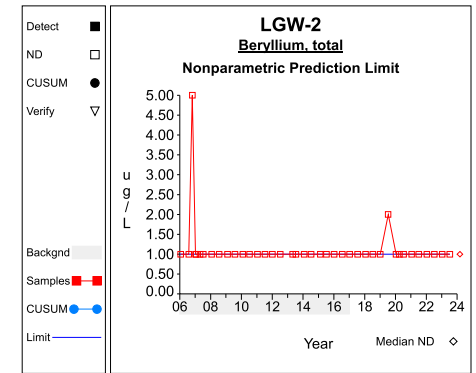 Detect
ND
CUSUM
Verify
Backgnd
Samples
CUSUM
Limit
LGW-2
Beryllium, total
Nonparametric Prediction Limit
5.00
4.50
4.00
3.50
3.00
2.50
2.00
1.50
1.00
0.50
0.00
ug/L
06 08 10 12 14 16 18 20 22 24
Year
Median ND